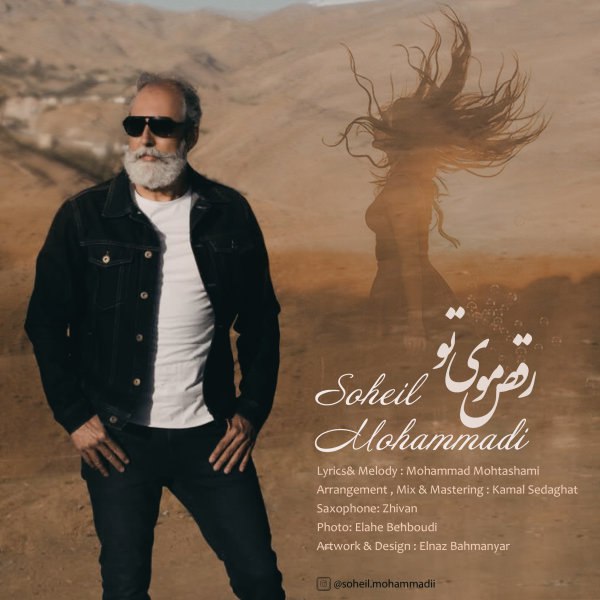 رقص موی تو
Soheil
Mohammadi
Lyrics& Melody : Mohammad Mohtashami
Arrangement , Mix & Mastering : Kamal Sedaghat
Saxophone: Zhivan
Photo: Elahe Behboudi
Artwork & Design : Elnaz Bahmanyar
@soheil.mohammadii